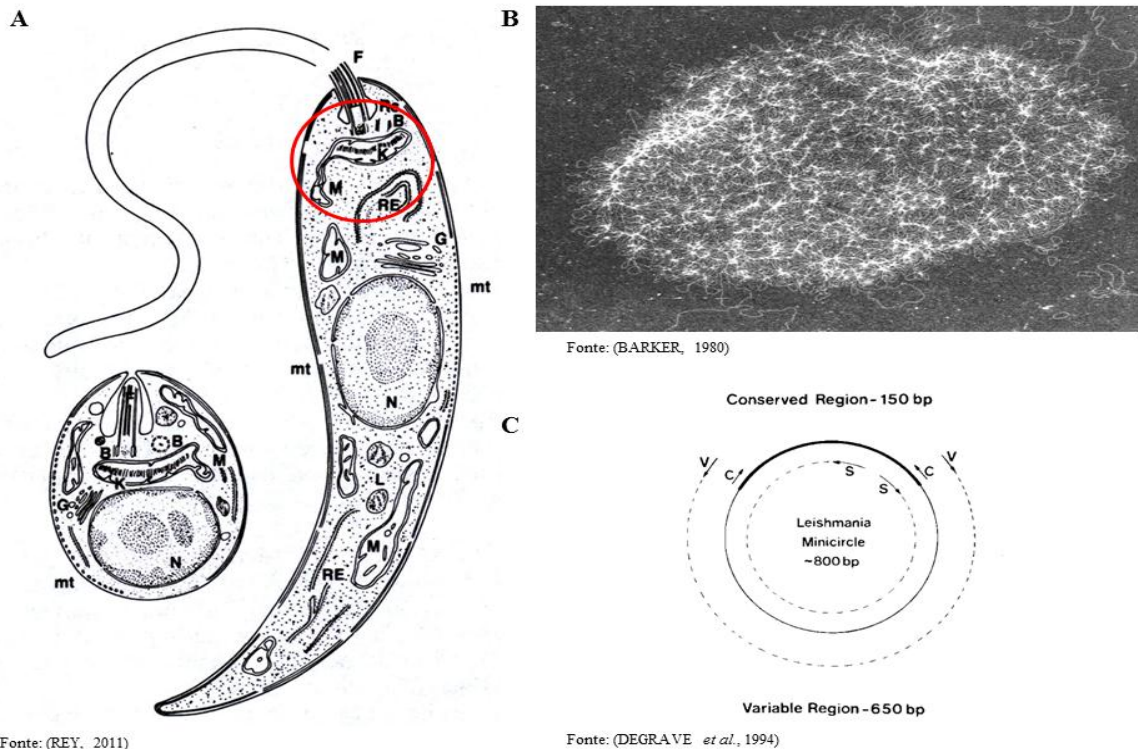 A
F
Rs
B
K
M
RE
M
G
mt
mt
N
L
M
RE
B
B
M
K
G
N
mt
Fonte: (REY, 2011)
B
Fonte: (BARKER, 1980)
C
Conserved Region - 150 bp
V
C
S
S
C
V
Leishmania
Minicircle
~800 bp
Variable Region - 650 bp
Fonte: (DEGRAVE et al., 1994)